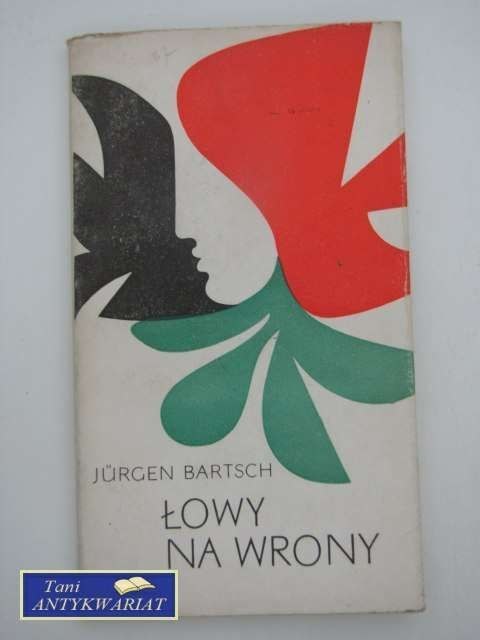 JÜRGEN BARTSCH
ŁOWY
NA WRONY
Tani
ANTYKWARIAT